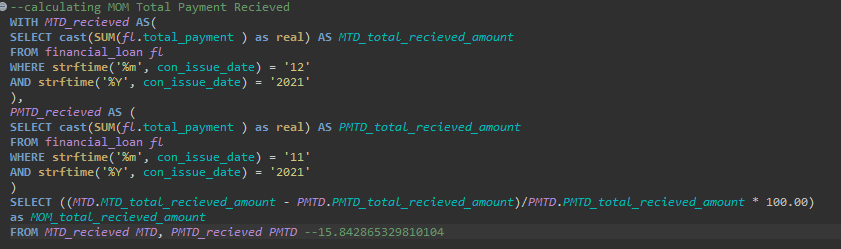 --calculating MOM Total Payment Recieved
WITH MTD_recieved AS(
SELECT cast(SUM(fl.total_payment ) as real) AS MTD_total_recieved_amount
FROM financial_loan fl
WHERE strftime('%m', con_issue_date) = '12'
AND strftime('%Y', con_issue_date) = '2021'
),
PMTD_recieved AS (
SELECT cast(SUM(fl.total_payment ) as real) AS PMTD_total_recieved_amount
FROM financial_loan fl
WHERE strftime('%m', con_issue_date) = '11'
AND strftime('%Y', con_issue_date) = '2021'
)
SELECT ((MTD.MTD_total_recieved_amount - PMTD.PMTD_total_recieved_amount)/PMTD.PMTD_total_recieved_amount * 100.00)
as MOM_total_recieved_amount
FROM MTD_recieved MTD, PMTD_recieved PMTD --15.842865329810104